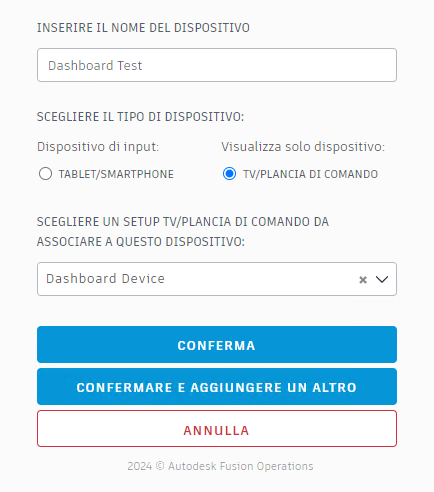 INSERIRE IL NOME DEL DISPOSITIVO
Dashboard Test
SCEGLIERE IL TIPO DI DISPOSITIVO:
Dispositivo di input:
Visualizza solo dispositivo:
TABLET/SMARTPHONE
TV/PLANCIA DI COMANDO
SCEGLIERE UN SETUP TV/PLANCIA DI COMANDO DA
ASSOCIARE A QUESTO DISPOSITIVO:
Dashboard Device
CONFERMA
CONFERMARE E AGGIUNGERE UN ALTRO
ANNULLA
2024 © Autodesk Fusion Operations